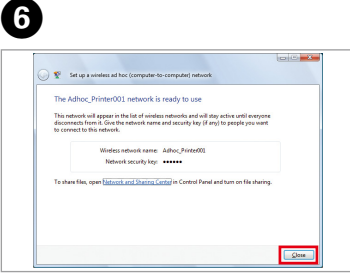 6
Set up a wireless ad hoc (computer-to-computer) network
The Adhoc_Printer001 network is ready to use
This network will appear in the list of wireless networks and will stay active until everyone
disconnects from it. Give the network name and security key (if any) to people you want
to connect to this network.
Wireless network name: Adhoc_Printer001
Network security key: ••••••
To share files, open Network and Sharing Center in Control Panel and turn on file sharing.
Close